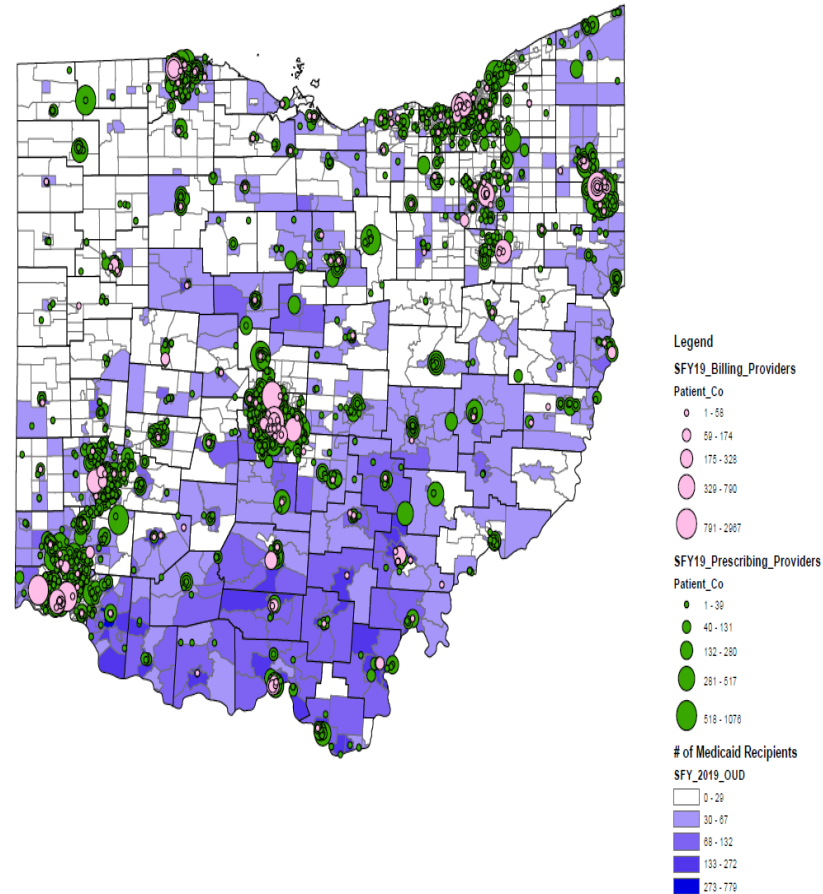 Legend
SFY19_Billing_Providers
Patient_Co
1 - 58
59 - 174
175 - 328
329 - 790
791 - 2967
SFY19_Prescribing_Providers
Patient_Co
1 - 39
40 - 131
132 - 280
281 - 517
518 - 1076
# of Medicaid Recipients
SFY_2019_OUD
0 - 29
30 - 67
68 - 132
133 - 272
273 - 779